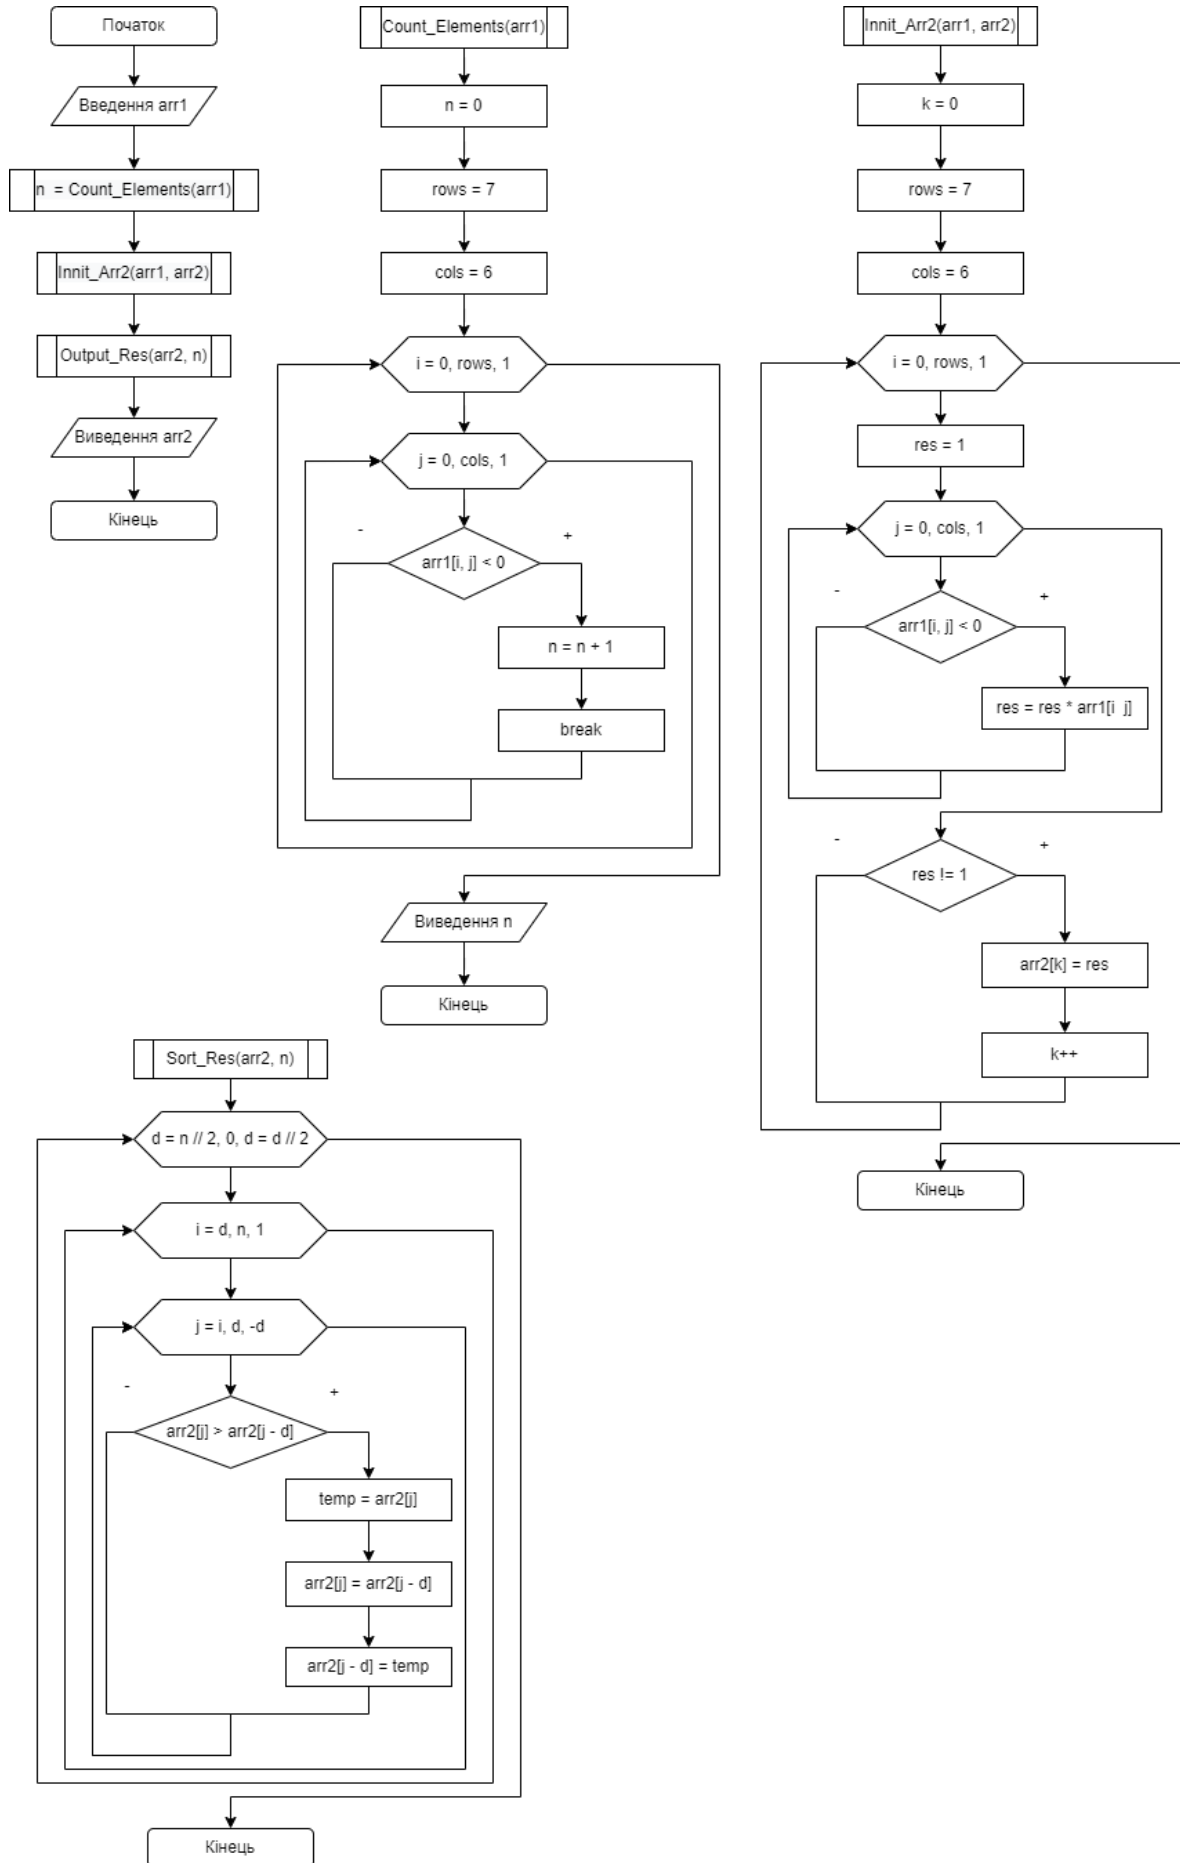 Початок
Введення arr1
n = Count_Elements(arr1)
Innit_Arr2(arr1, arr2)
Output_Res(arr2, n)
Виведення arr2
Кінець
Count_Elements(arr1)
n = 0
rows = 7
cols = 6
i = 0, rows, 1
j = 0, cols, 1
-
+
arr1[i, j] < 0
n = n + 1
break
Виведення n
Кінець
Innit_Arr2(arr1, arr2)
k = 0
rows = 7
cols = 6
i = 0, rows, 1
res = 1
j = 0, cols, 1
-
+
arr1[i, j] < 0
res = res * arr1[i j]
-
+
res != 1
arr2[k] = res
k++
Кінець
Sort_Res(arr2, n)
d = n // 2, 0, d = d // 2
i = d, n, 1
j = i, d, -d
-
+
arr2[j] > arr2[j - d]
temp = arr2[j]
arr2[j] = arr2[j - d]
arr2[j - d] = temp
Кінець